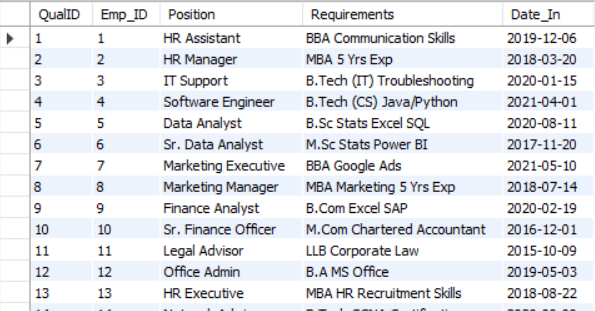 QualID Emp_ID Position Requirements Date_In
1 1 HR Assistant BBA Communication Skills 2019-12-06
2 2 HR Manager MBA 5 Yrs Exp 2018-03-20
3 3 IT Support B.Tech (IT) Troubleshooting 2020-01-15
4 4 Software Engineer B.Tech (CS) Java/Python 2021-04-01
5 5 Data Analyst B.Sc Stats Excel SQL 2020-08-11
6 6 Sr. Data Analyst M.Sc Stats Power BI 2017-11-20
7 7 Marketing Executive BBA Google Ads 2021-05-10
8 8 Marketing Manager MBA Marketing 5 Yrs Exp 2018-07-14
9 9 Finance Analyst B.Com Excel SAP 2020-02-19
10 10 Sr. Finance Officer M.Com Chartered Accountant 2016-12-01
11 11 Legal Advisor LLB Corporate Law 2015-10-09
12 12 Office Admin B.A MS Office 2019-05-03
13 13 HR Executive MBA HR Recruitment Skills 2018-08-22